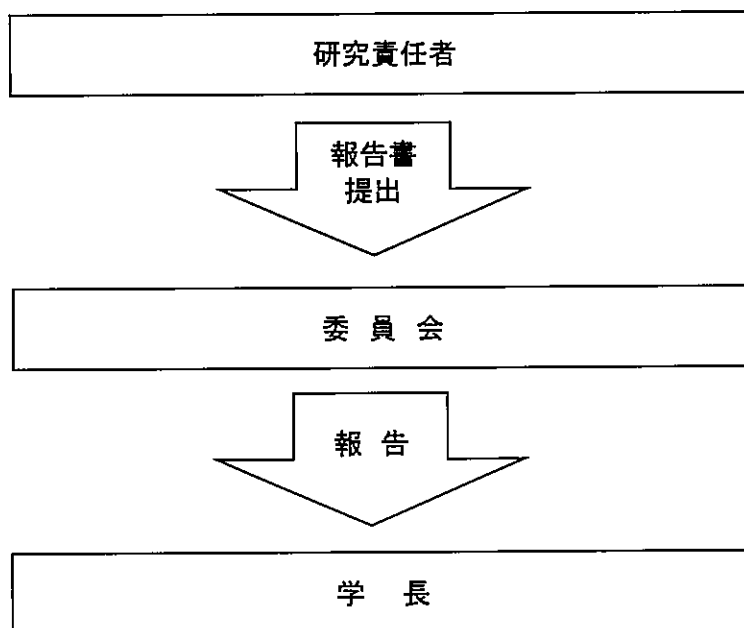 研究責任者
報告書
提出
委 員 会
報 告
学 長